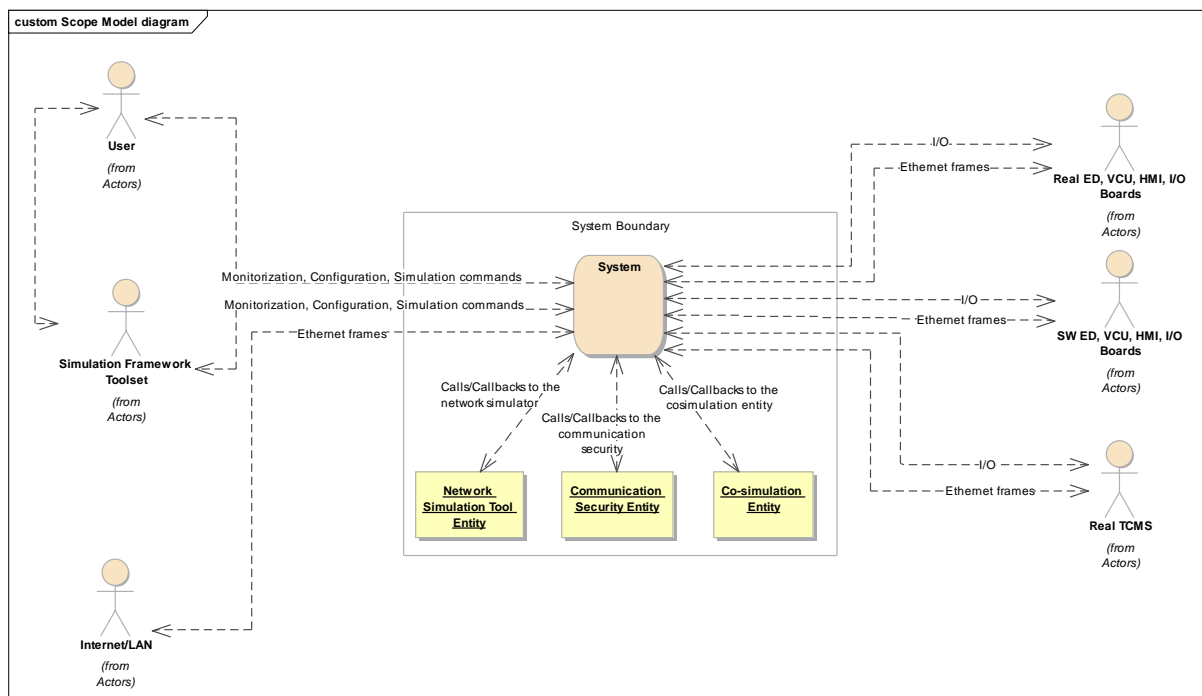 custom Scope Model diagram
User
(from
Actors)
Simulation Framework
Toolset
(from
Actors)
Internet/LAN
(from
Actors)
Monitorization, Configuration, Simulation commands
Monitorization, Configuration, Simulation commands
Ethernet frames
System Boundary
System
Calls/Callbacks to the
network simulator
Calls/Callbacks to the
communication
security
Calls/Callbacks to the
cosimulation entity
Network
Simulation Tool
Entity
Communication
Security Entity
Co-simulation
Entity
I/O
Ethernet frames
Real ED, VCU, HMI, I/O
Boards
(from
Actors)
I/O
Ethernet frames
SW ED, VCU, HMI, I/O
Boards
(from
Actors)
I/O
Ethernet frames
Real TCMS
(from
Actors)